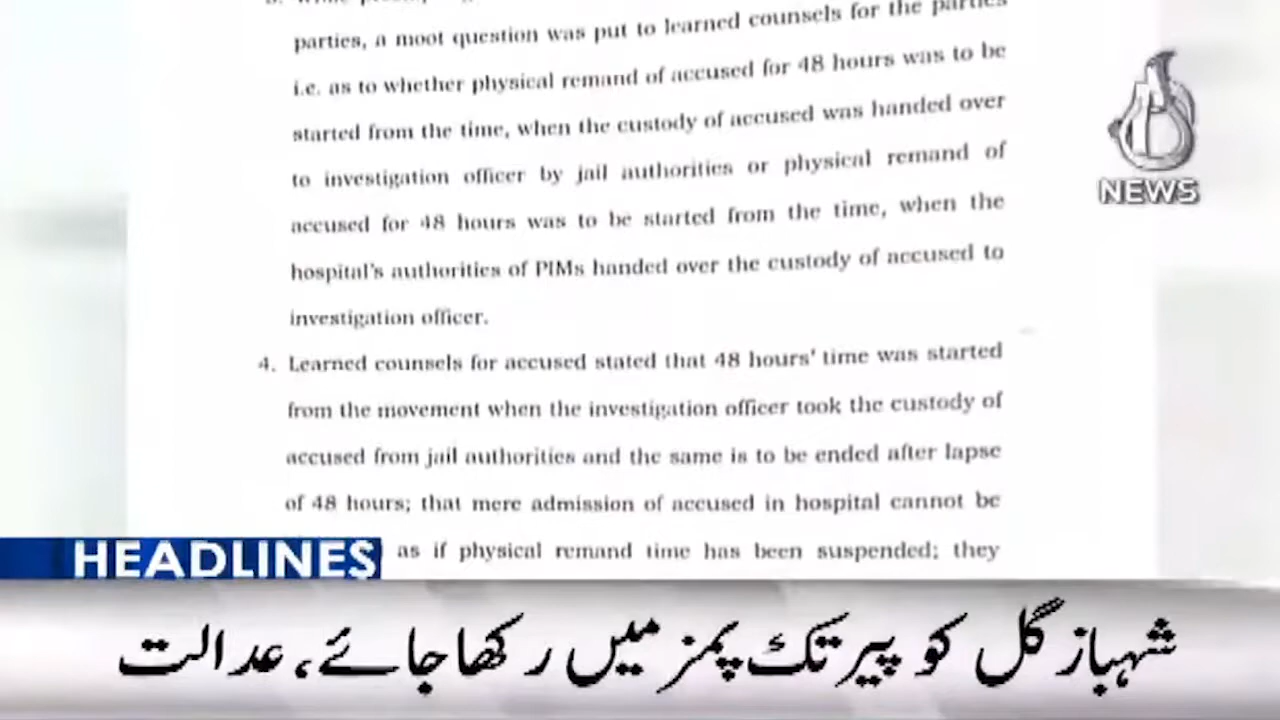 parties, a moot question was put to learned counsels for the parties
i.e. as to whether physical remand of accused for 48 hours was to be
started from the time, when the custody of accused was handed over
to investigation officer by jail authorities or physical remand of
accused for 48 hours was to be started from the time, when the
hospital's authorities of PIMs handed over the custody of accused to
investigation officer.
4. Learned counsels for accused stated that 48 hours' time was started
from the movement when the investigation officer took the custody of
accused from jail authorities and the same is to be ended after lapse
of 48 hours; that mere admission of accused in hospital cannot be
as if physical remand time has been suspended; they
NEWS
HEADLINES
شہباز گل کو پیر تک پمز میں رکھا جائے، عدالت